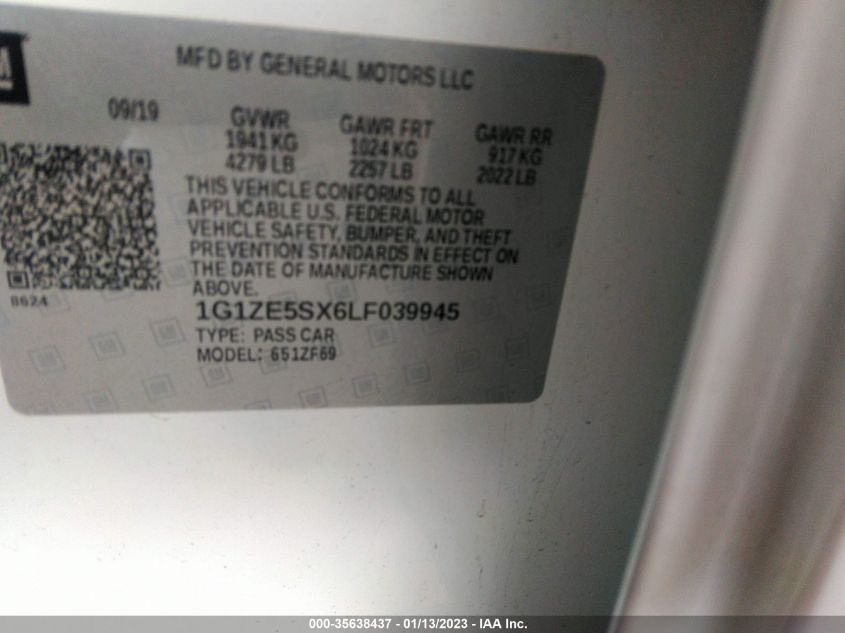 M
MFD BY GENERAL MOTORS LLC
09/19
GVWR
1941 KG
4279 LB
GAWR FRT
1024 KG
2257 LB
GAWR RR
917 KG
2022 LB
THIS VEHICLE CONFORMS TO ALL
APPLICABLE U.S. FEDERAL MOTOR
VEHICLE SAFETY, BUMPER, AND THEFT
PREVENTION STANDARDS IN EFFECT ON
THE DATE OF MANUFACTURE SHOWN
ABOVE.
8624
1G1ZE5SX6LF039945
TYPE: PASS CAR
MODEL: 651ZF69
000-35638437 - 01/13/2023 - IAA Inc.